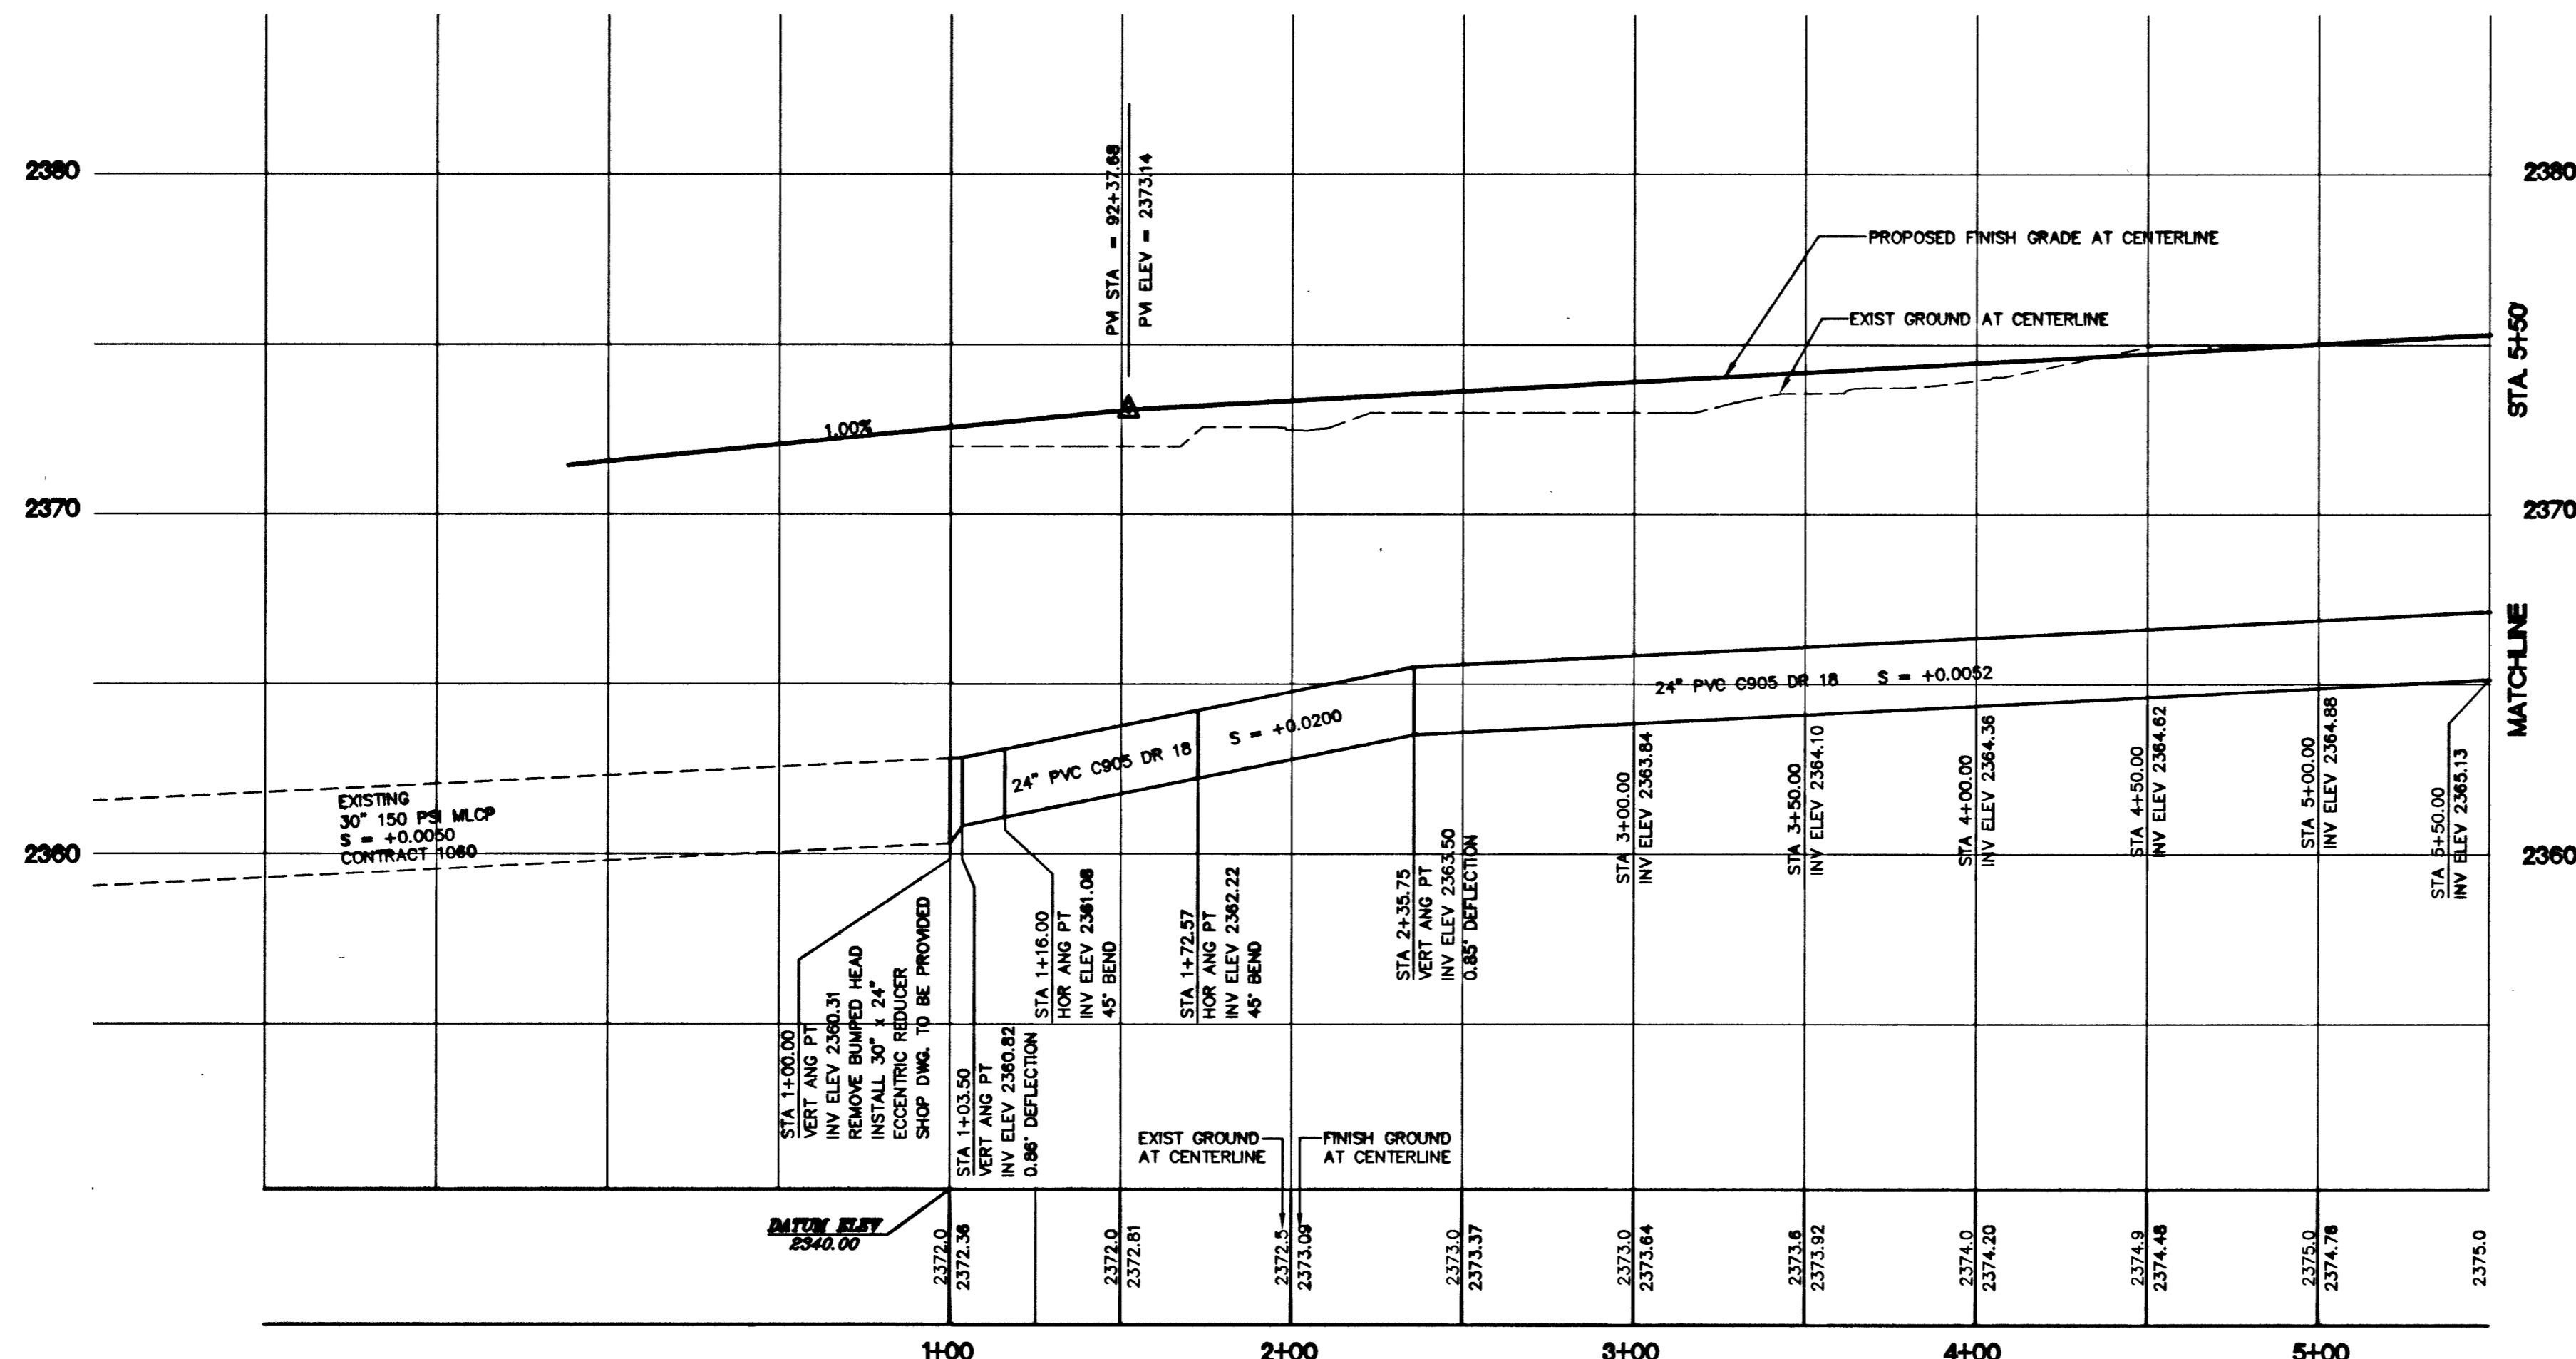 2380
2380
PVI STA = 92+37.68
PVI ELEV = 2373.14
PROPOSED FINISH GRADE AT CENTERLINE
EXIST GROUND AT CENTERLINE
STA. 5+50
MATCHLINE
1.00%
2370
2370
24" PVC C905 DR 18 S = +0.0052
24" PVC C905 DR 18 S = +0.0200
EXISTING
30" 150 PSI MLCP
S = +0.0050
CONTRACT 1060
2360
2360
STA 1+00.00
VERT ANG PT
INV ELEV 2360.31
REMOVE BUMPED HEAD
INSTALL 30" x 24"
ECCENTRIC REDUCER
SHOP DWG. TO BE PROVIDED
STA 1+03.50
VERT ANG PT
INV ELEV 2360.82
0.86° DEFLECTION
STA 1+16.00
HOR ANG PT
INV ELEV 2361.08
45° BEND
STA 1+72.57
HOR ANG PT
INV ELEV 2362.22
45° BEND
STA 2+35.75
VERT ANG PT
INV ELEV 2363.50
0.85° DEFLECTION
STA 3+00.00
INV ELEV 2363.84
STA 3+50.00
INV ELEV 2364.10
STA 4+00.00
INV ELEV 2364.36
STA 4+50.00
INV ELEV 2364.62
STA 5+00.00
INV ELEV 2364.88
STA 5+50.00
INV ELEV 2365.13
EXIST GROUND
AT CENTERLINE
FINISH GROUND
AT CENTERLINE
DATUM ELEV
2340.00
2372.0
2372.36
2372.0
2372.81
2372.5
2373.09
2373.0
2373.37
2373.0
2373.64
2373.6
2373.92
2374.0
2374.20
2374.9
2374.48
2375.0
2374.76
2375.0
1+00
2+00
3+00
4+00
5+00